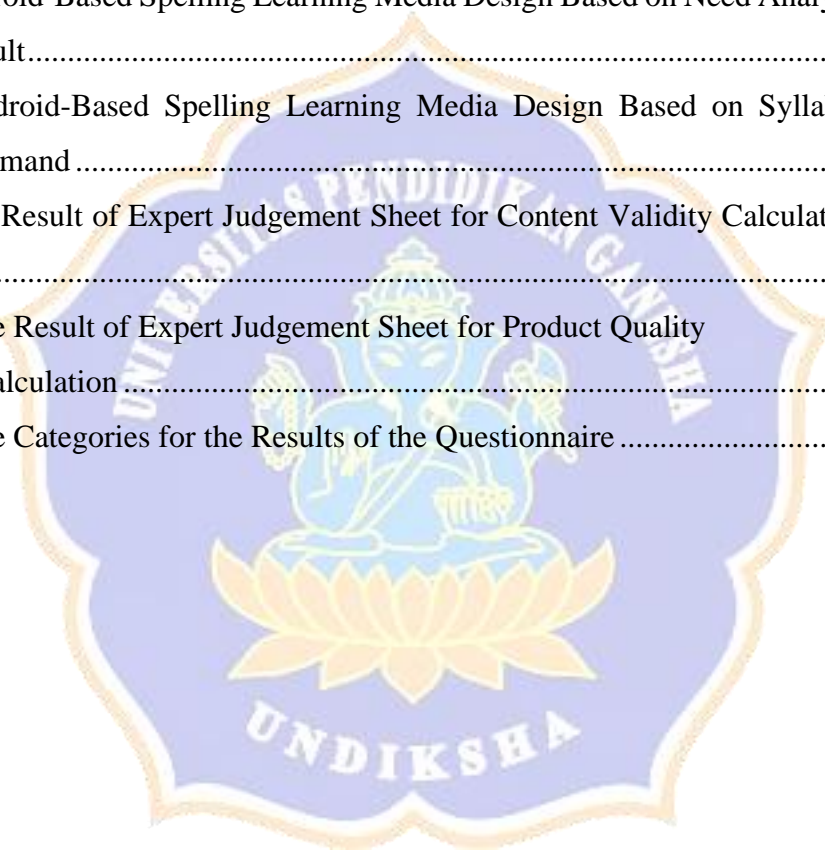 roid-Based Spelling Learning Media Design Based on Need Analy
ult........................................................................
droid-Based Spelling Learning Media Design Based on Sylla
mand........................................................................
Result of Expert Judgement Sheet for Content Validity Calculat
........................................................................
e Result of Expert Judgement Sheet for Product Quality
alculation........................................................................
e Categories for the Results of the Questionnaire......................
UNIVERSITAS PENDIDIKAN GANESHA
UNDIKSHA